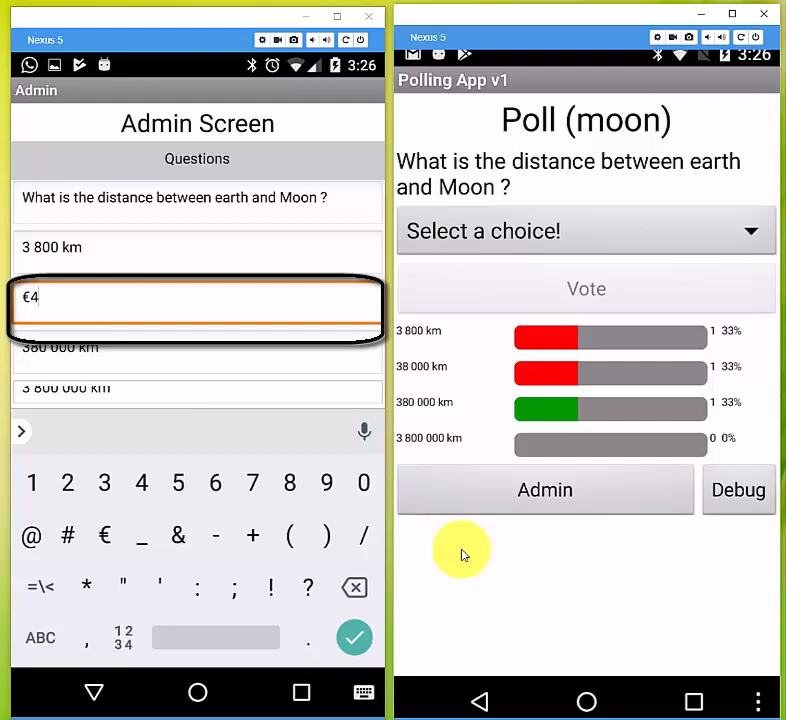 Nexus 5
3:26
Admin
Admin Screen
Questions
What is the distance between earth and Moon ?
3 800 km
€4
380 000 km
3 800 000 km
1 2 3 4 5 6 7 8 9 0
@ # € _ & - + ( ) /
=\< * " ' : ; ! ?
ABC , 12 34 .
Nexus 5
3:26
Polling App v1
Poll (moon)
What is the distance between earth
and Moon ?
Select a choice!
Vote
3 800 km 1 33%
38 000 km 1 33%
380 000 km 1 33%
3 800 000 km 0 0%
Admin Debug